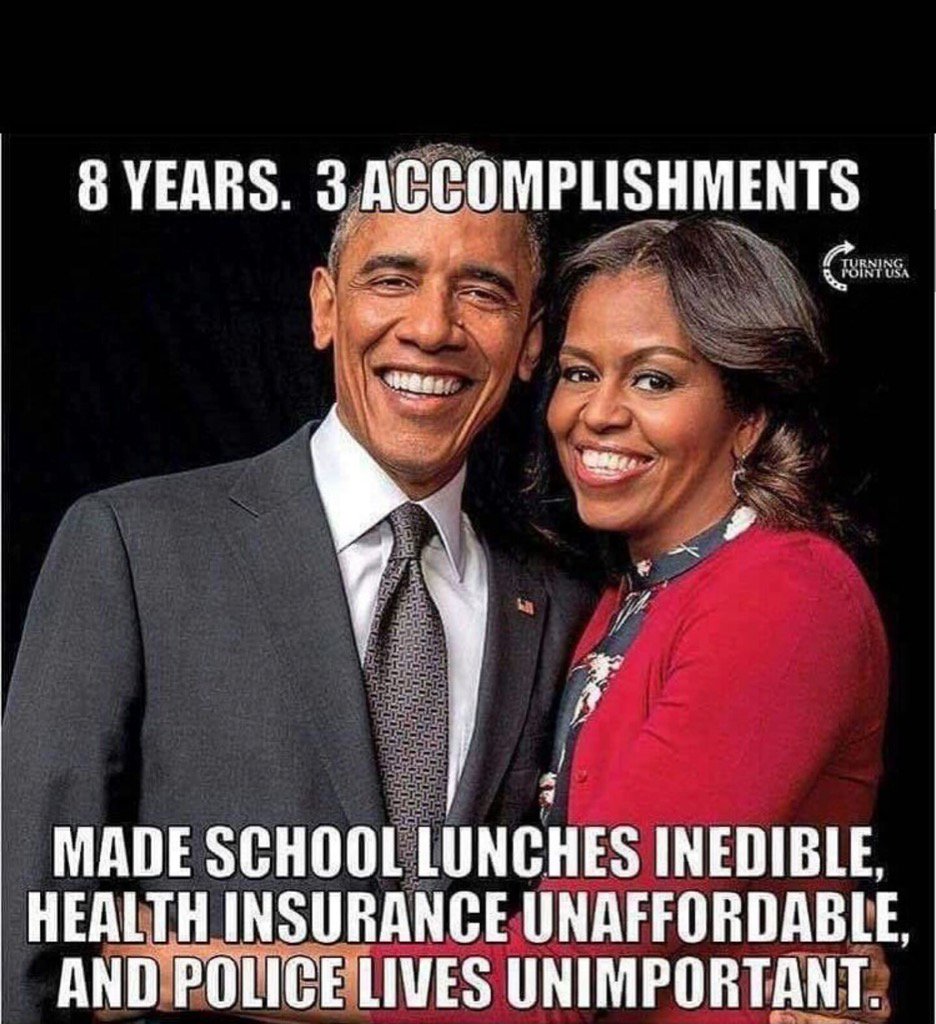 8 YEARS. 3 ACCOMPLISHMENTS
TURNING
POINT USA
MADE SCHOOL LUNCHES INEDIBLE,
HEALTH INSURANCE UNAFFORDABLE,
AND POLICE LIVES UNIMPORTANT.